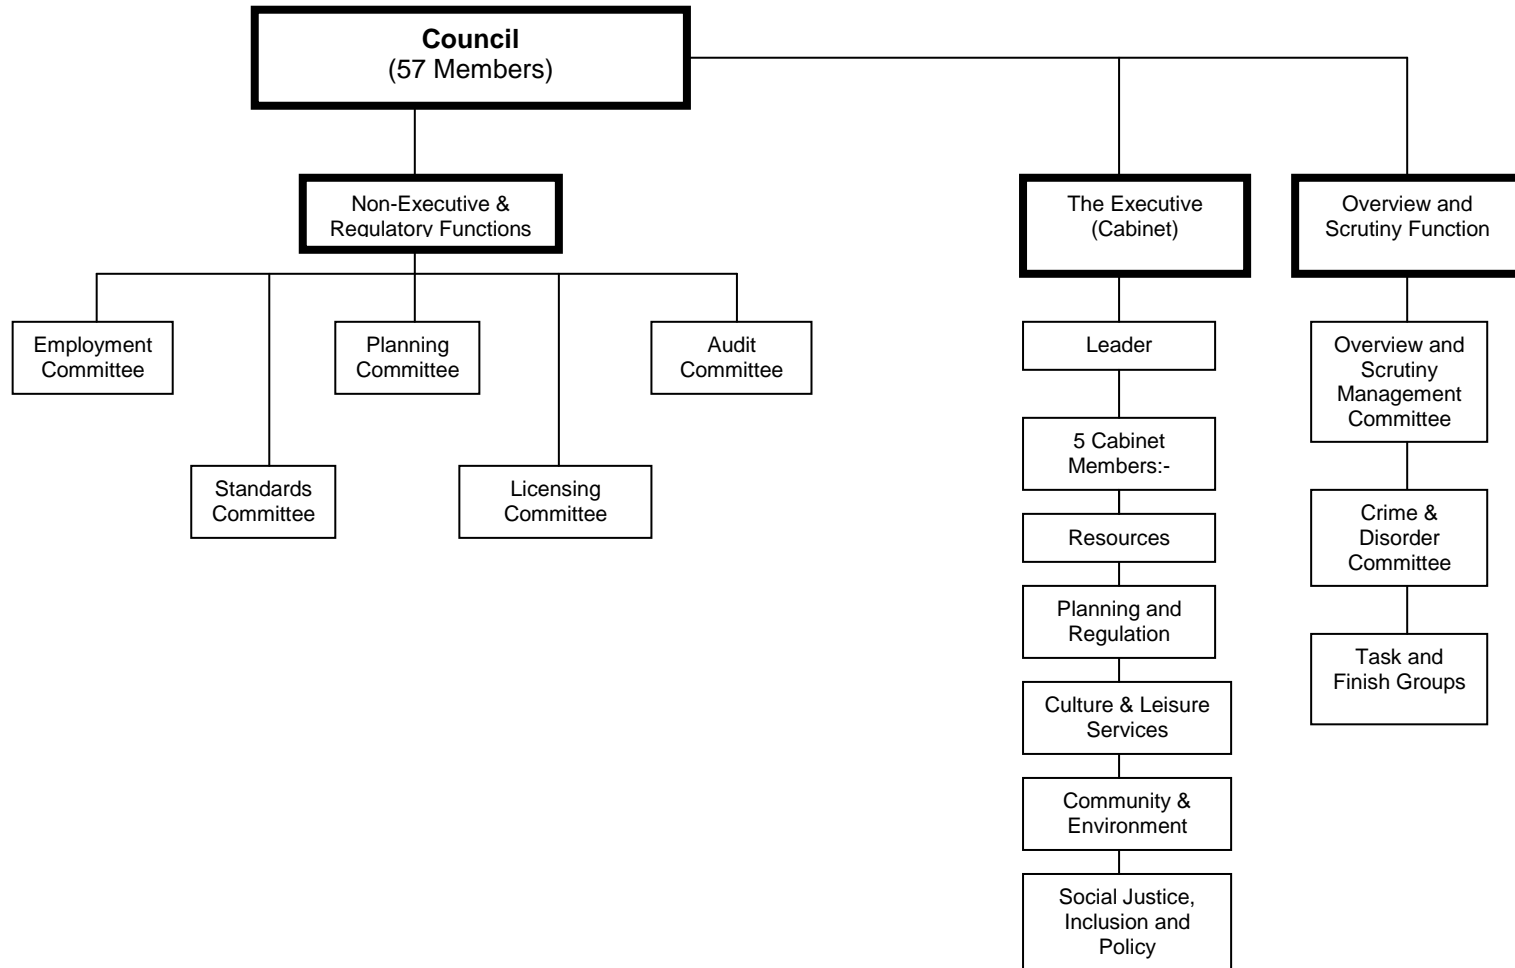 Council
(57 Members)
Non-Executive &
Regulatory Functions
The Executive
(Cabinet)
Overview and
Scrutiny Function
Employment
Committee
Planning
Committee
Audit
Committee
Standards
Committee
Licensing
Committee
Leader
5 Cabinet
Members:-
Resources
Planning and
Regulation
Culture & Leisure
Services
Community &
Environment
Social Justice,
Inclusion and
Policy
Overview and
Scrutiny
Management
Committee
Crime &
Disorder
Committee
Task and
Finish Groups